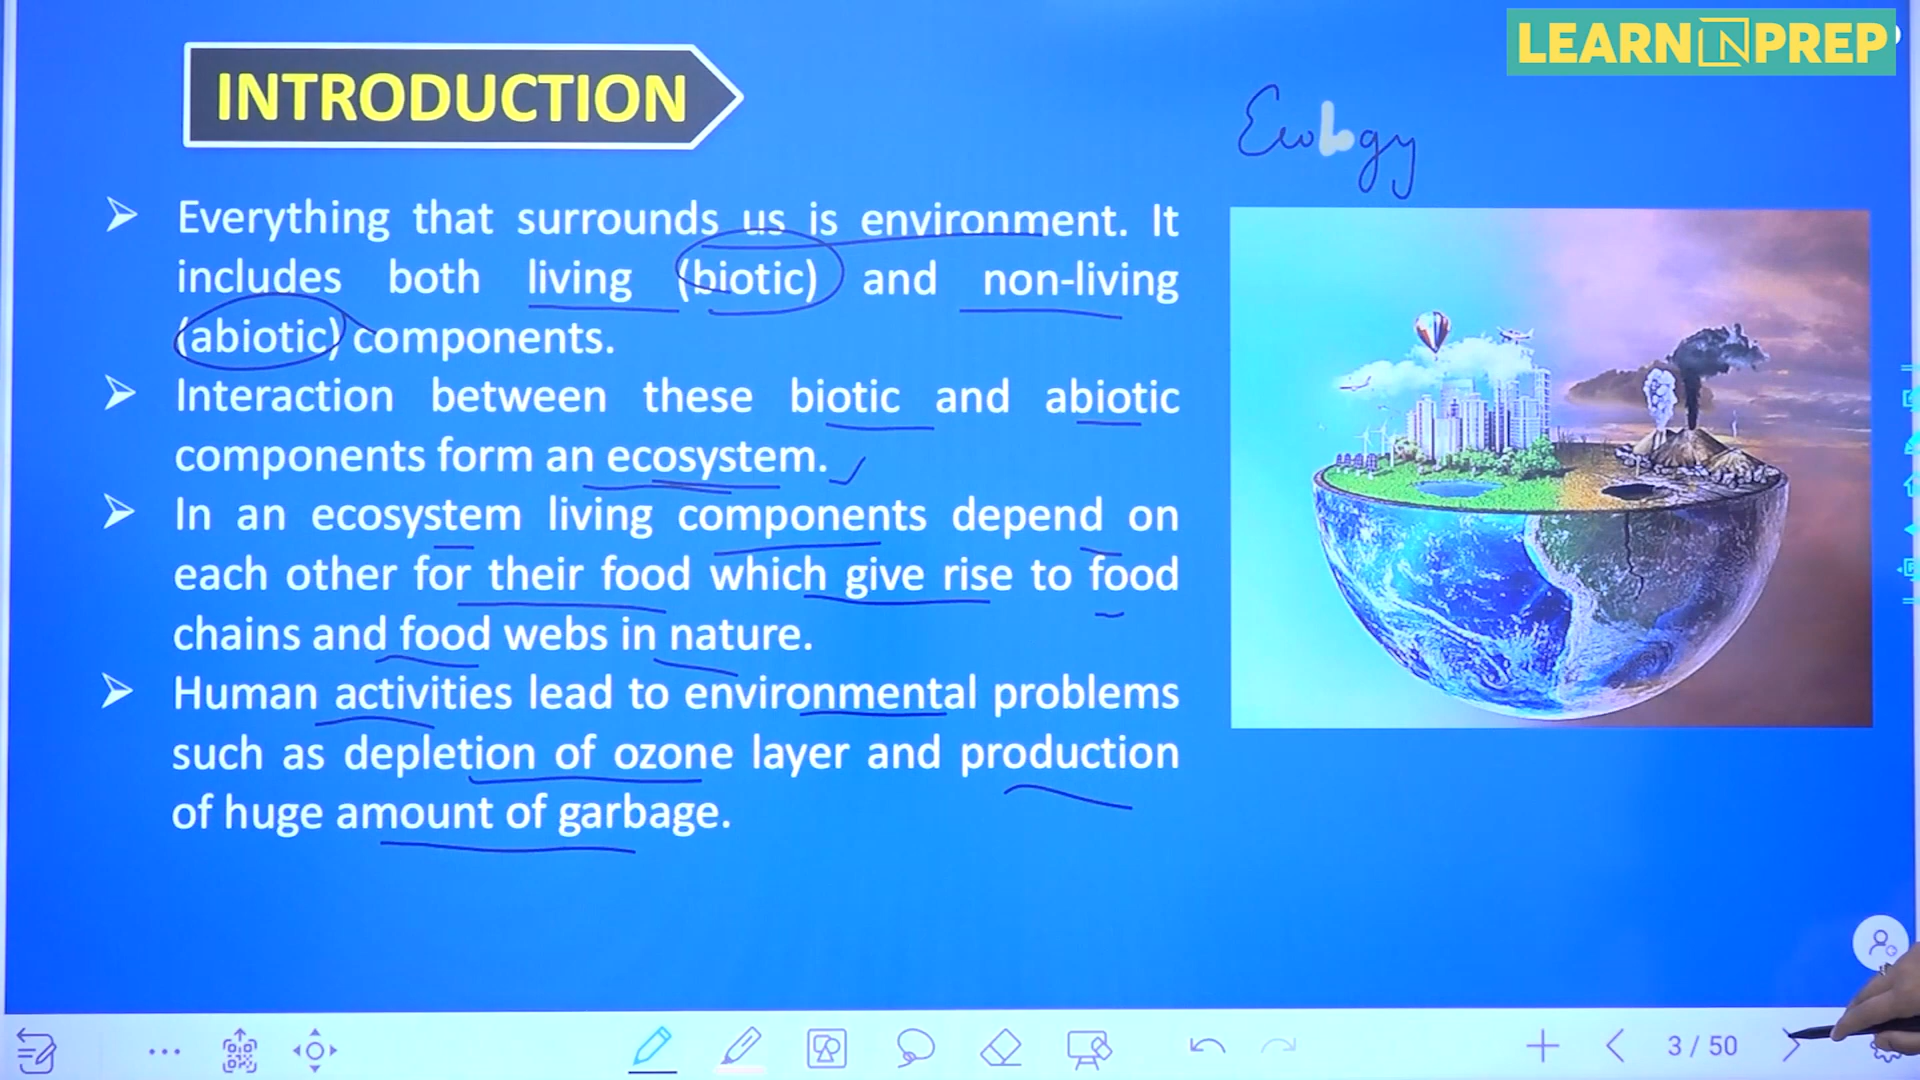 LEARN N PREP
INTRODUCTION
Ecology
Everything that surrounds us is environment. It
includes both living (biotic) and non-living
(abiotic) components.
Interaction between these biotic and abiotic
components form an ecosystem.
In an ecosystem living components depend on
each other for their food which give rise to food
chains and food webs in nature.
Human activities lead to environmental problems
such as depletion of ozone layer and production
of huge amount of garbage.
3 / 50